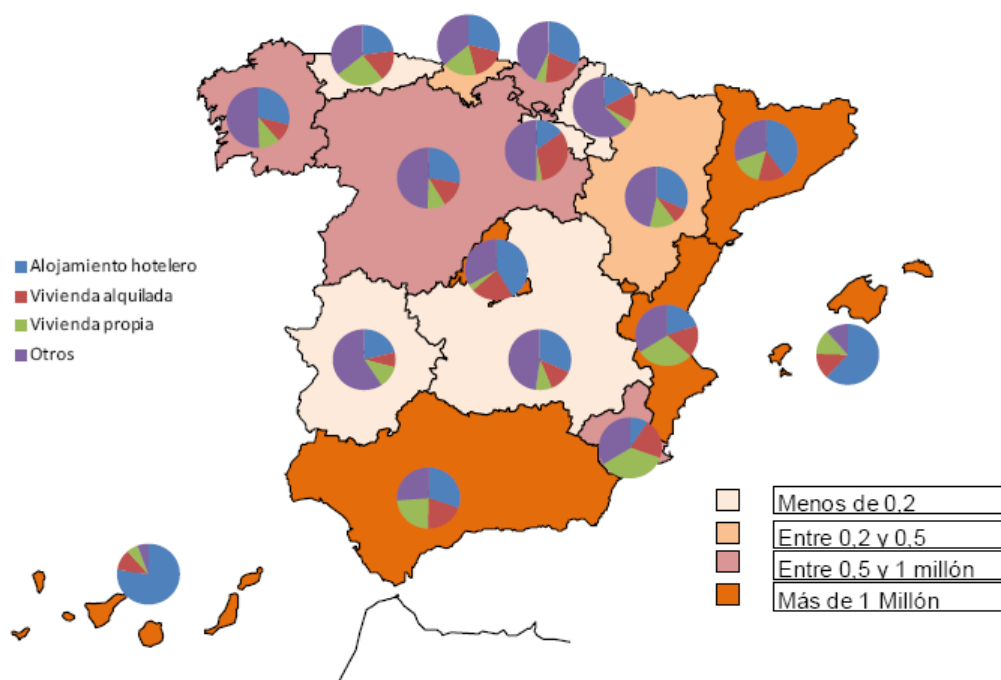 Alojamiento hotelero
Vivienda alquilada
Vivienda propia
Otros
Menos de 0,2
Entre 0,2 y 0,5
Entre 0,5 y 1 millón
Más de 1 Millón